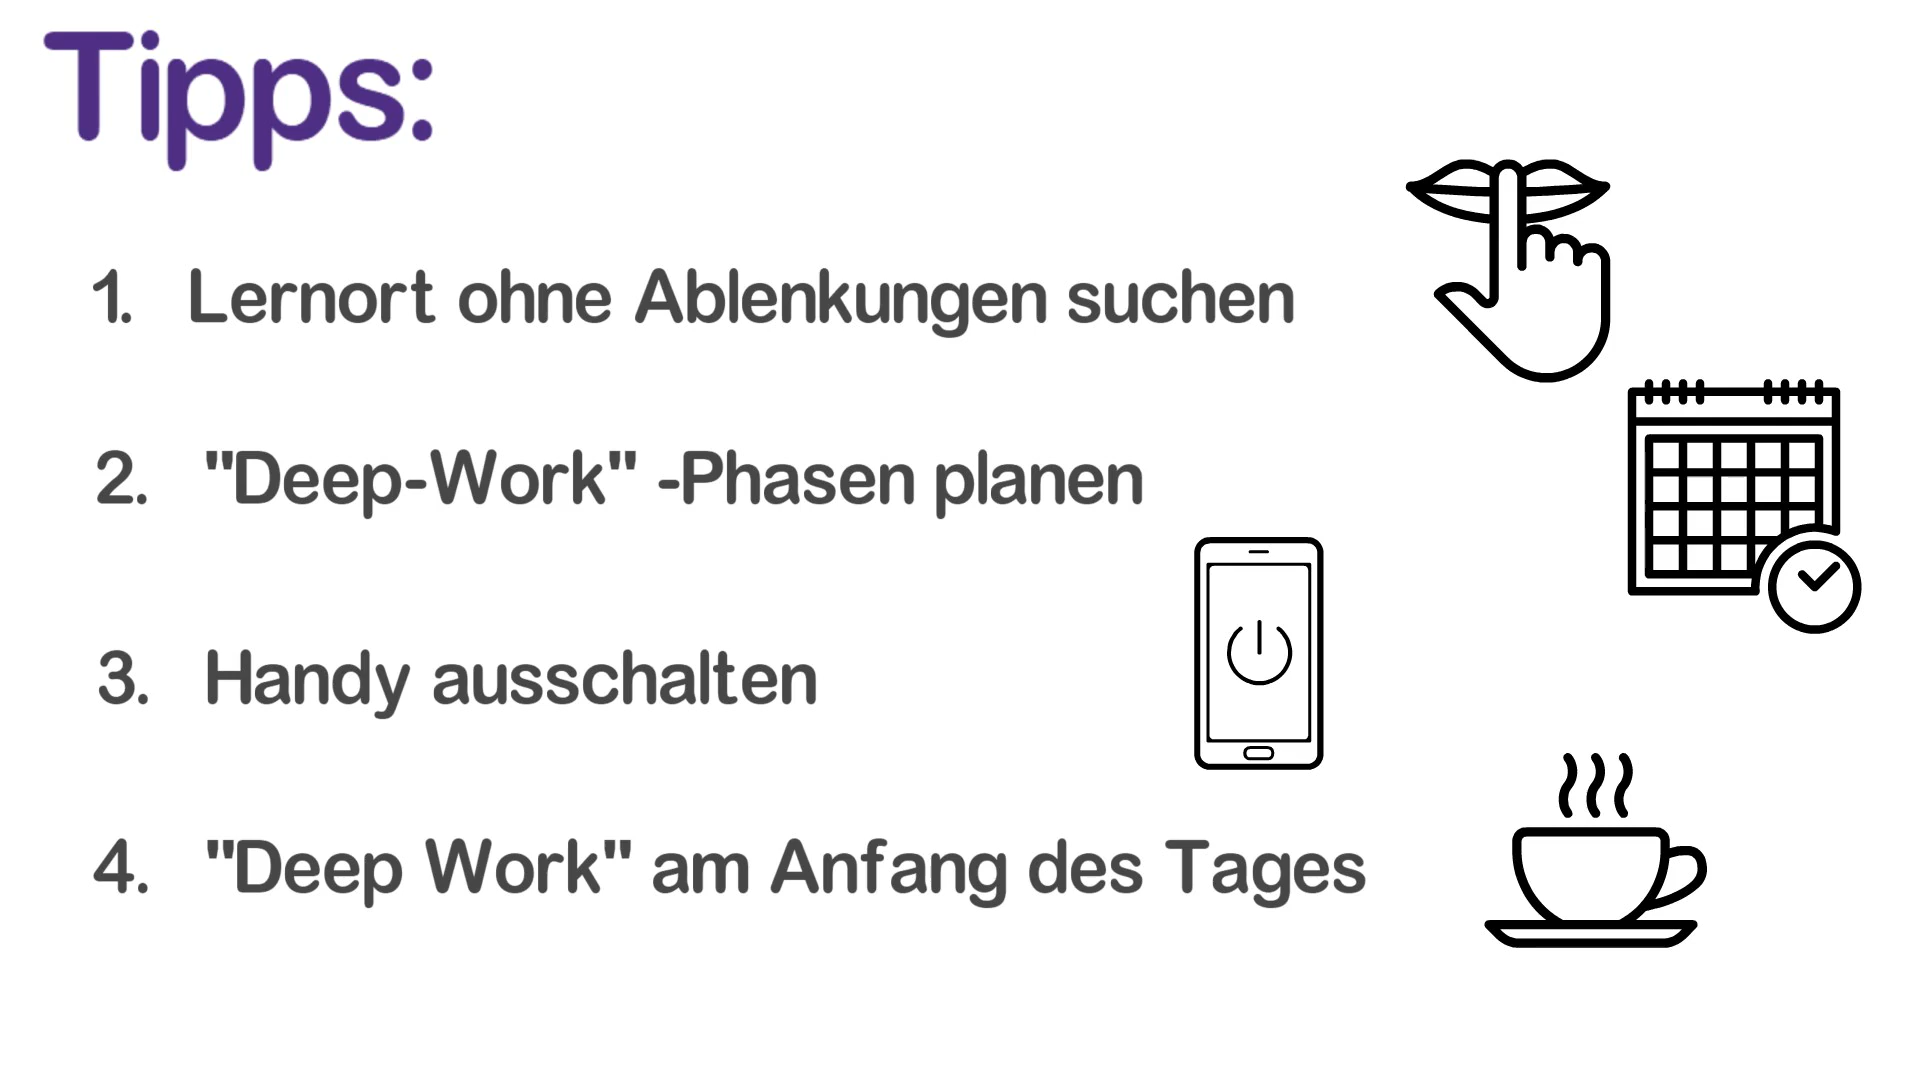 Tipps:
1. Lernort ohne Ablenkungen suchen
2. "Deep-Work" -Phasen planen
3. Handy ausschalten
4. "Deep Work" am Anfang des Tages